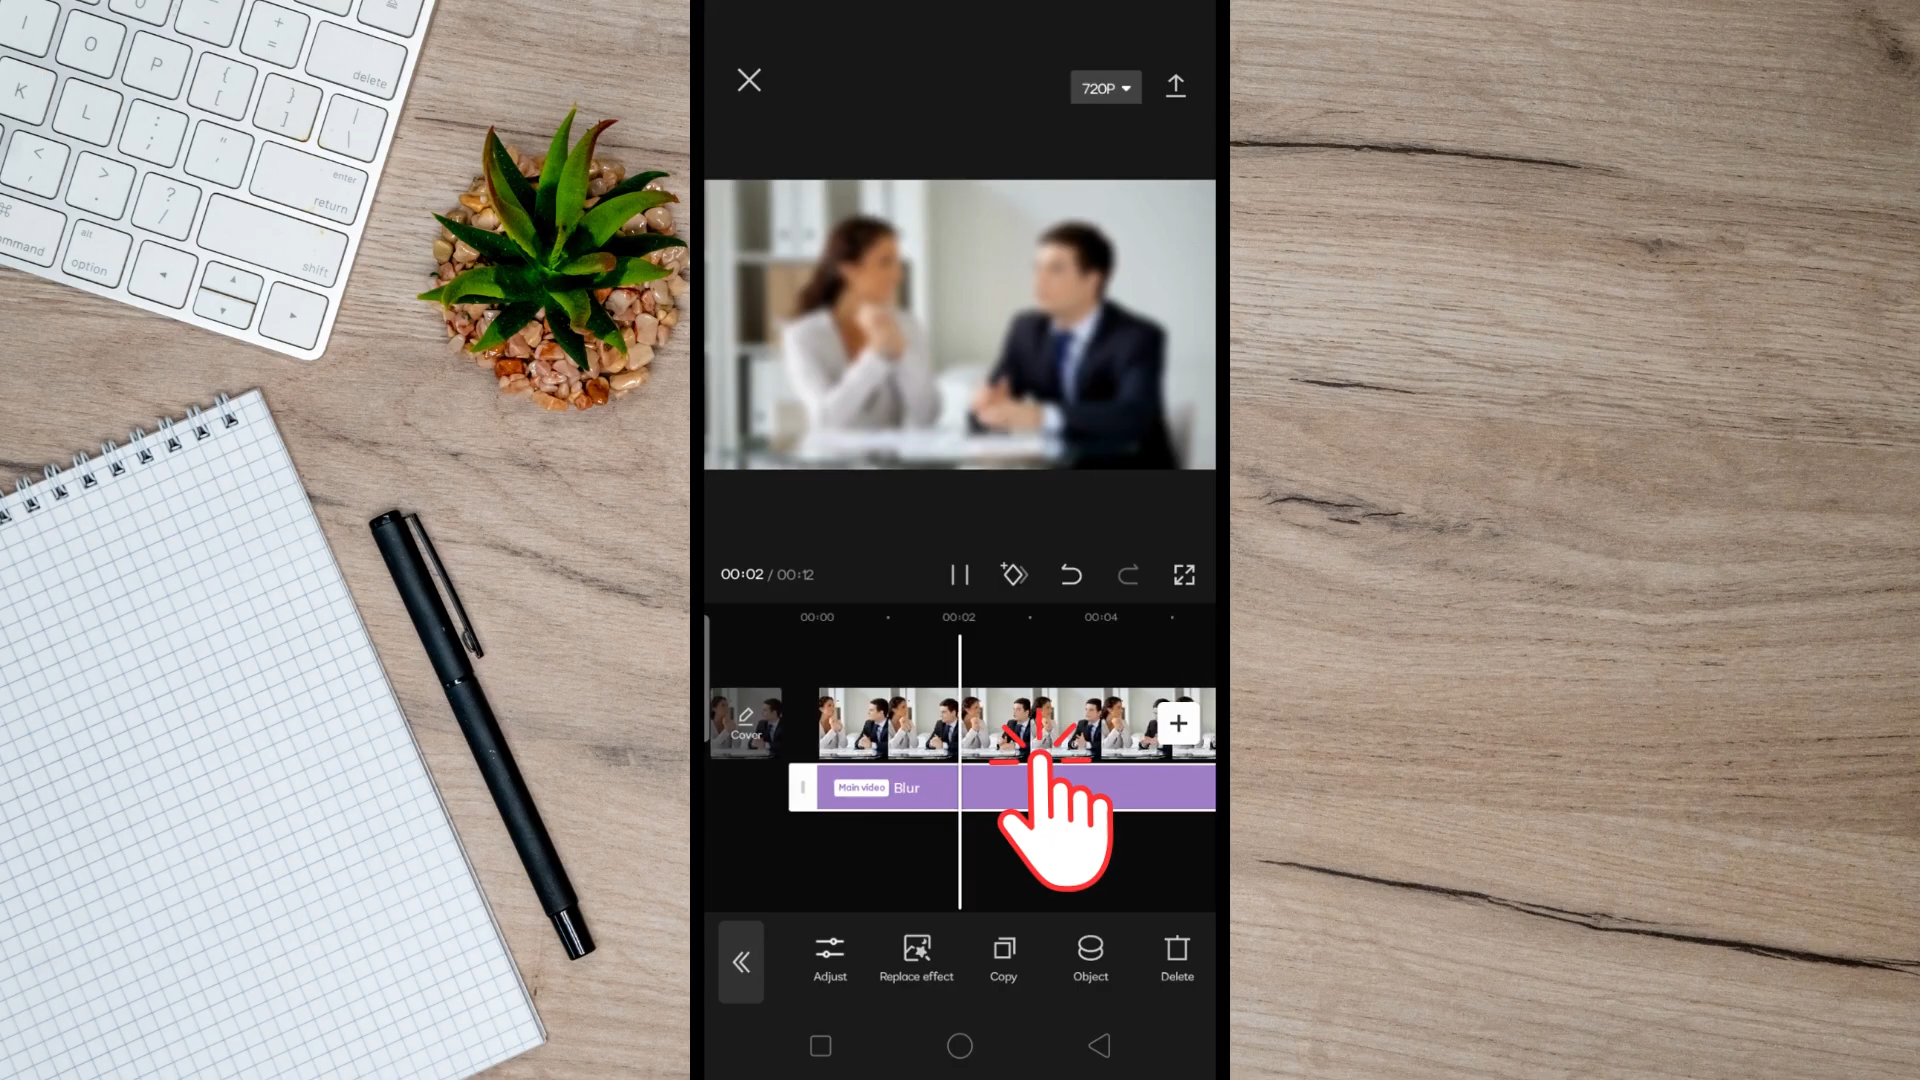 720P
00:02 / 00:12
00:00
00:02
00:04
Cover
Main video Blur
Adjust
Replace effect
Copy
Object
Delete
O
P
{
[
}
]
|
\
+
=
-
delete
K
L
:
;
"
,
enter
return
<
,
>
.
?
/
shift
⌘
ommand
alt
option